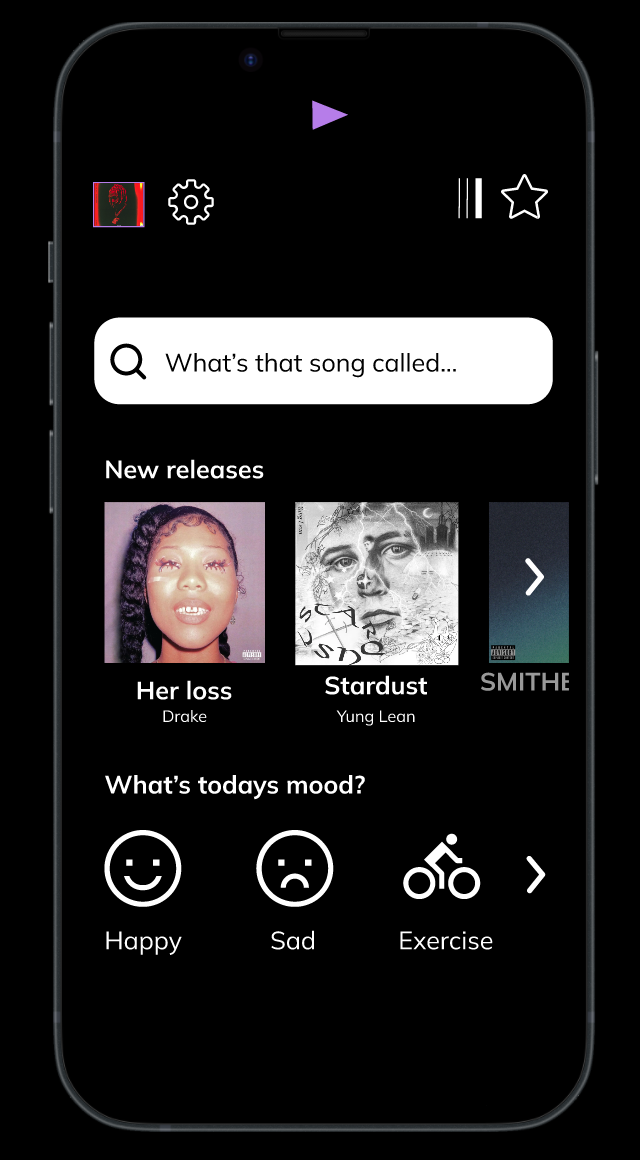 What's that song called...
New releases
Her loss
Drake
Stardust
Yung Lean
SMITHE
What's todays mood?
Happy
Sad
Exercise